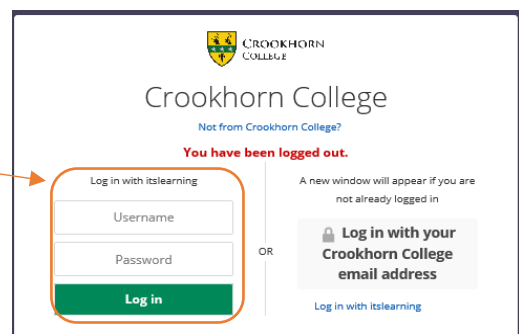 CROOKHORN
COLLEGE
Crookhorn College
Not from Crookhorn College?
You have been logged out.
Log in with itslearning
Username
Password
Log in
OR
A new window will appear if you are
not already logged in
Log in with your
Crookhorn College
email address
Log in with itslearning